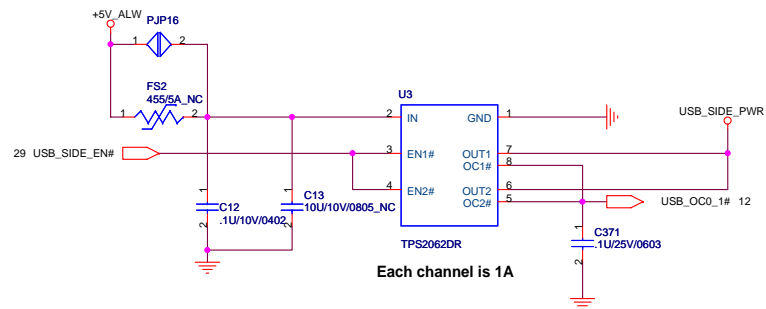 +5V_ALW
PJP16
1 2
FS2
455/5A_NC
1 2
U3
TPS2062DR
2 IN
3 EN1#
4 EN2#
GND 1
OUT1 7
OC1# 8
OUT2 6
OC2# 5
29 USB_SIDE_EN#
USB_SIDE_PWR
USB_OC0_1# 12
1
C12
.1U/10V/0402
2
1
C13
10U/10V/0805_NC
2
1
C371
.1U/25V/0603
2
Each channel is 1A